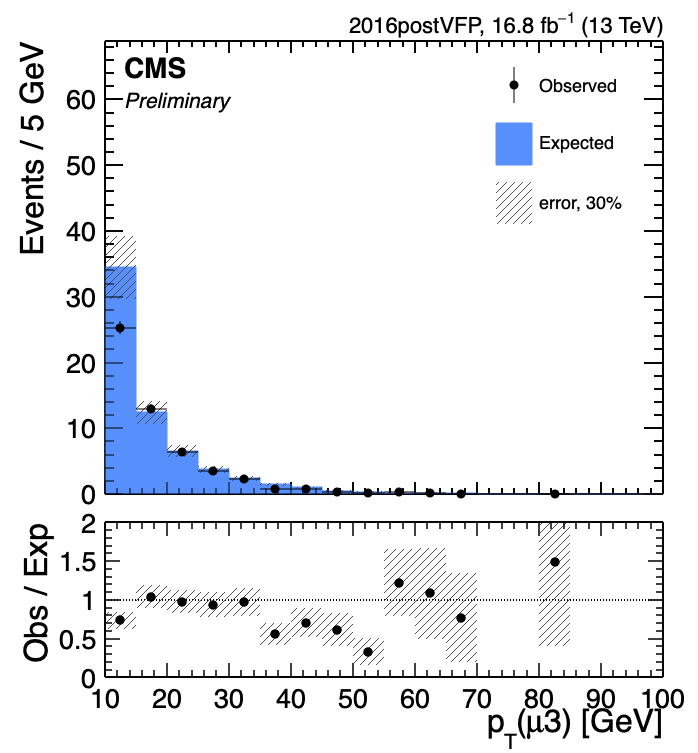 2016postVFP, 16.8 fb⁻¹ (13 TeV)
CMS
Preliminary
Observed
Expected
error, 30%
Events / 5 GeV
60
50
40
30
20
10
0
Obs / Exp
2
1.5
1
0.5
0
10 20 30 40 50 60 70 80 90 100
p_T(μ3) [GeV]